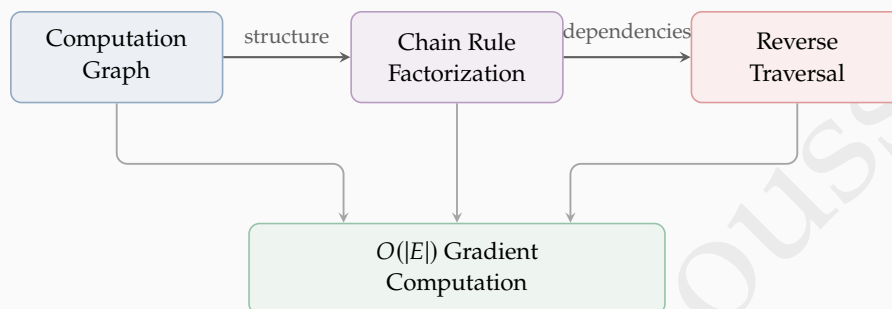 Computation
Graph
structure
Chain Rule
Factorization
dependencies
Reverse
Traversal
O(|E|) Gradient
Computation